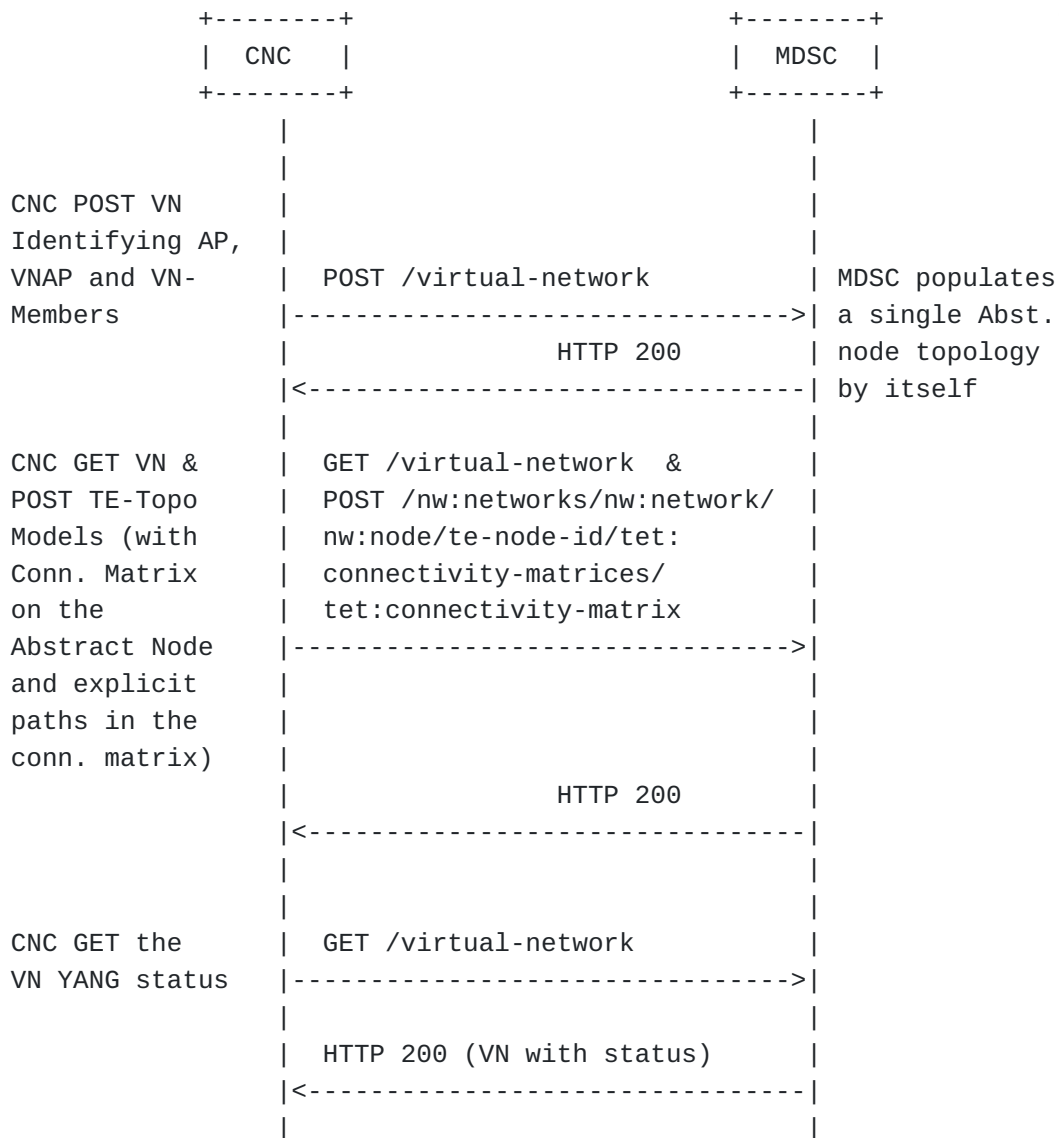 +--------+                        +--------+
            |  CNC   |                        |  MDSC  |
            +--------+                        +--------+
                 |                                 |
                 |                                 |
CNC POST VN      |                                 |
Identifying AP,  |                                 |
VNAP and VN-     |  POST /virtual-network          | MDSC populates
Members          |-------------------------------->| a single Abst.
                 |                 HTTP 200        | node topology
                 |<--------------------------------| by itself
                 |                                 |
CNC GET VN &     |  GET /virtual-network  &        |
POST TE-Topo     |  POST /nw:networks/nw:network/  |
Models (with     |  nw:node/te-node-id/tet:        |
Conn. Matrix     |  connectivity-matrices/         |
on the           |  tet:connectivity-matrix        |
Abstract Node    |-------------------------------->|
and explicit     |                                 |
paths in the     |                                 |
conn. matrix)    |                                 |
                 |                 HTTP 200        |
                 |<--------------------------------|
                 |                                 |
                 |                                 |
CNC GET the      |  GET /virtual-network           |
VN YANG status   |-------------------------------->|
                 |                                 |
                 |  HTTP 200 (VN with status)      |
                 |<--------------------------------|
                 |                                 |